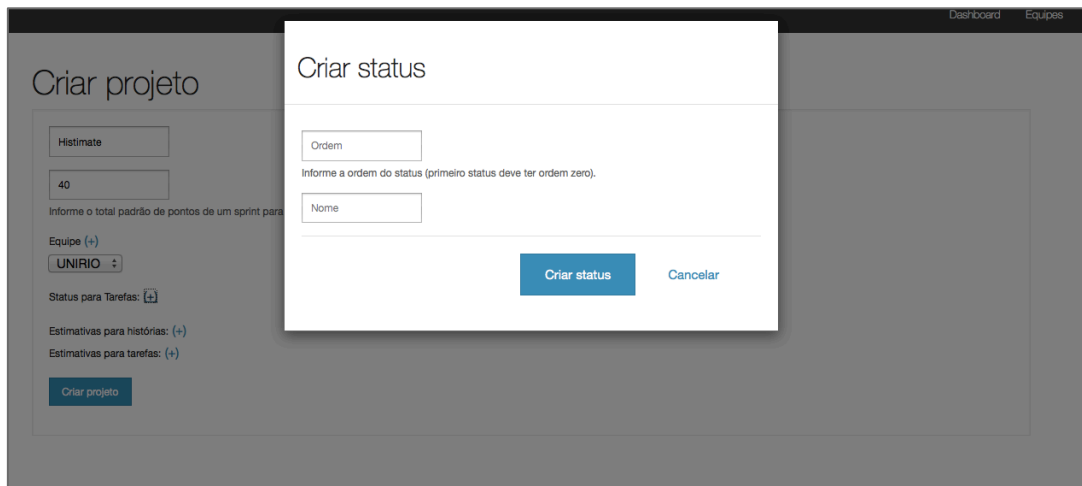 Dashboard Equipes
Criar projeto
Histimate
40
Informe o total padrão de pontos de um sprint para
Equipe (+)
UNIRIO
Status para Tarefas: (+)
Estimativas para histórias: (+)
Estimativas para tarefas: (+)
Criar projeto
Criar status
Ordem
Informe a ordem do status (primeiro status deve ter ordem zero).
Nome
Criar status Cancelar